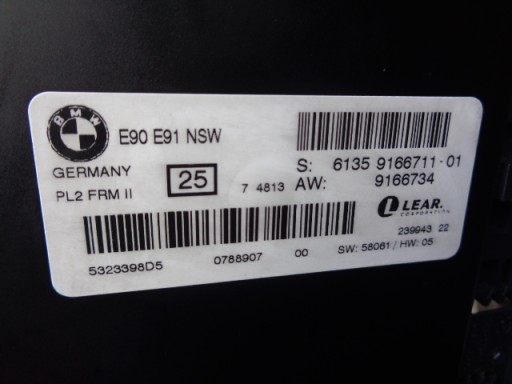 BMW
E90 E91 NSW
GERMANY
PL2 FRM II
25
7 4813
S: 6135 9166711-01
AW: 9166734
LEAR.
CORPORATION
239943 22
5323398D5 0788907 00 SW: 58061 / HW: 05